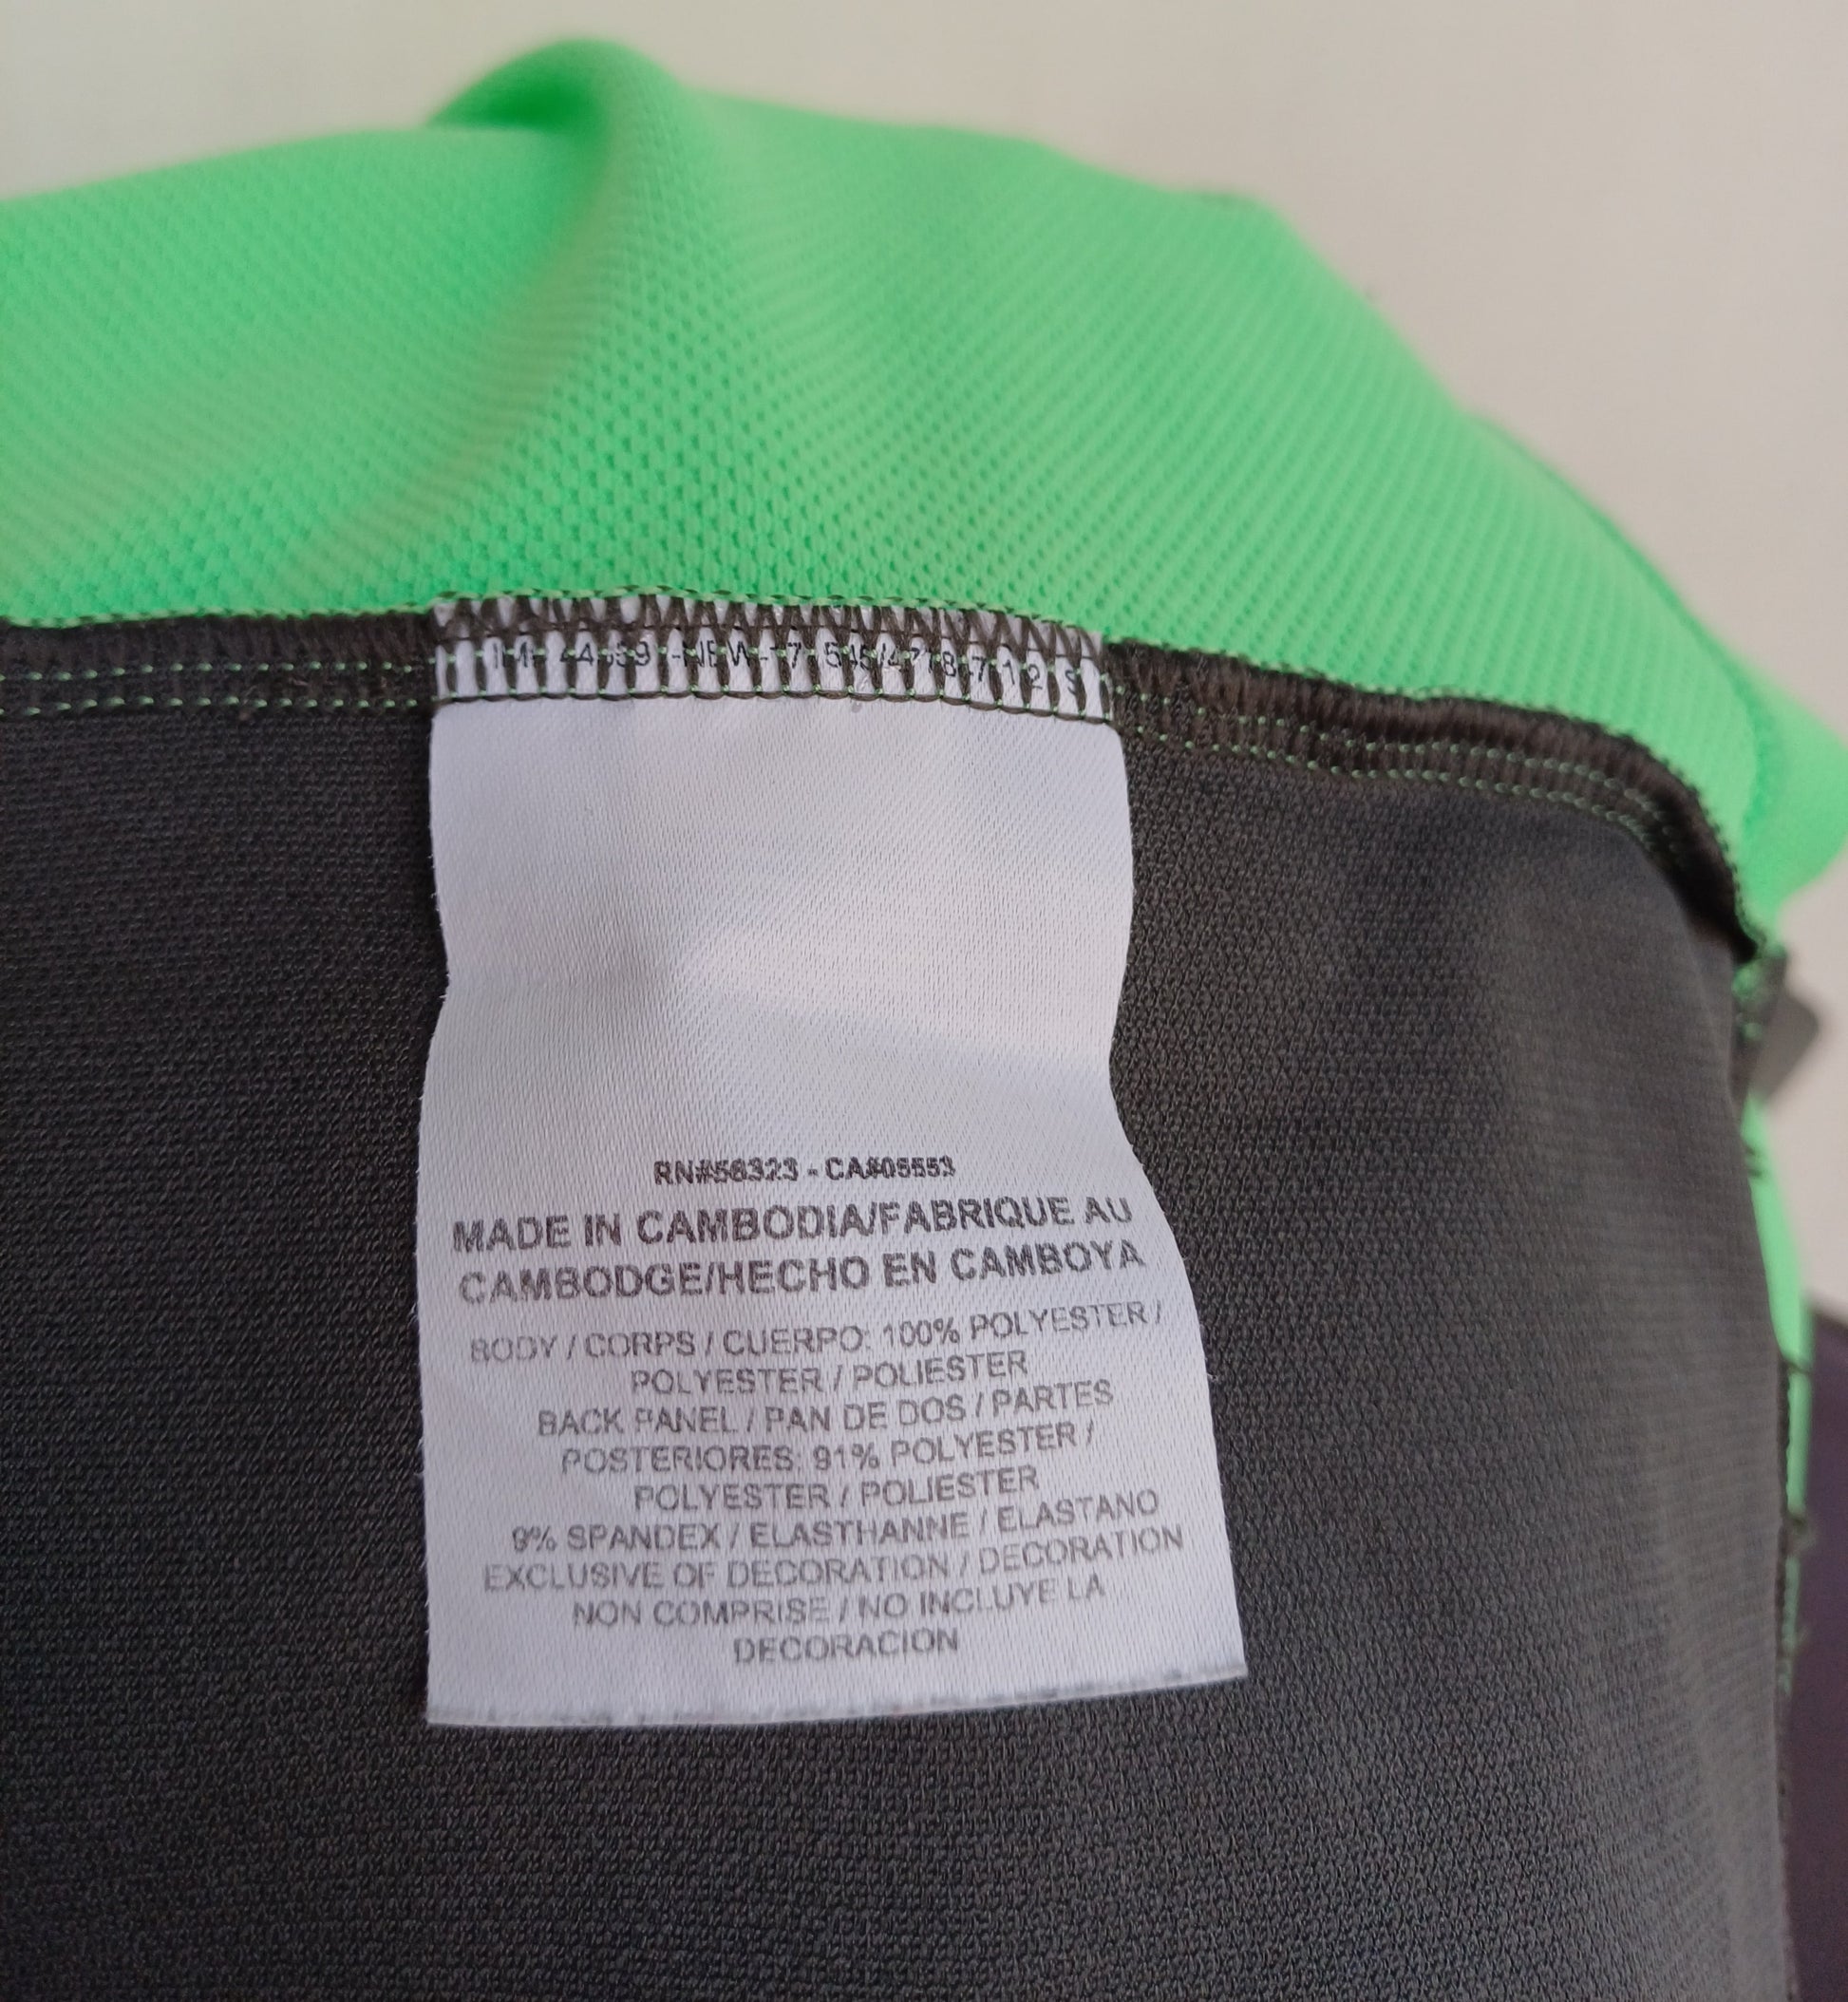 RN#56323 - CA#05553
MADE IN CAMBODIA/FABRIQUE AU
CAMBODGE/HECHO EN CAMBOYA
BODY / CORPS / CUERPO: 100% POLYESTER /
POLYESTER / POLIESTER
BACK PANEL / PAN DE DOS / PARTES
POSTERIORES: 91% POLYESTER /
POLYESTER / POLIESTER
9% SPANDEX / ELASTHANNE / ELASTANO
EXCLUSIVE OF DECORATION / DECORATION
NON COMPRISE / NO INCLUYE LA
DECORACION